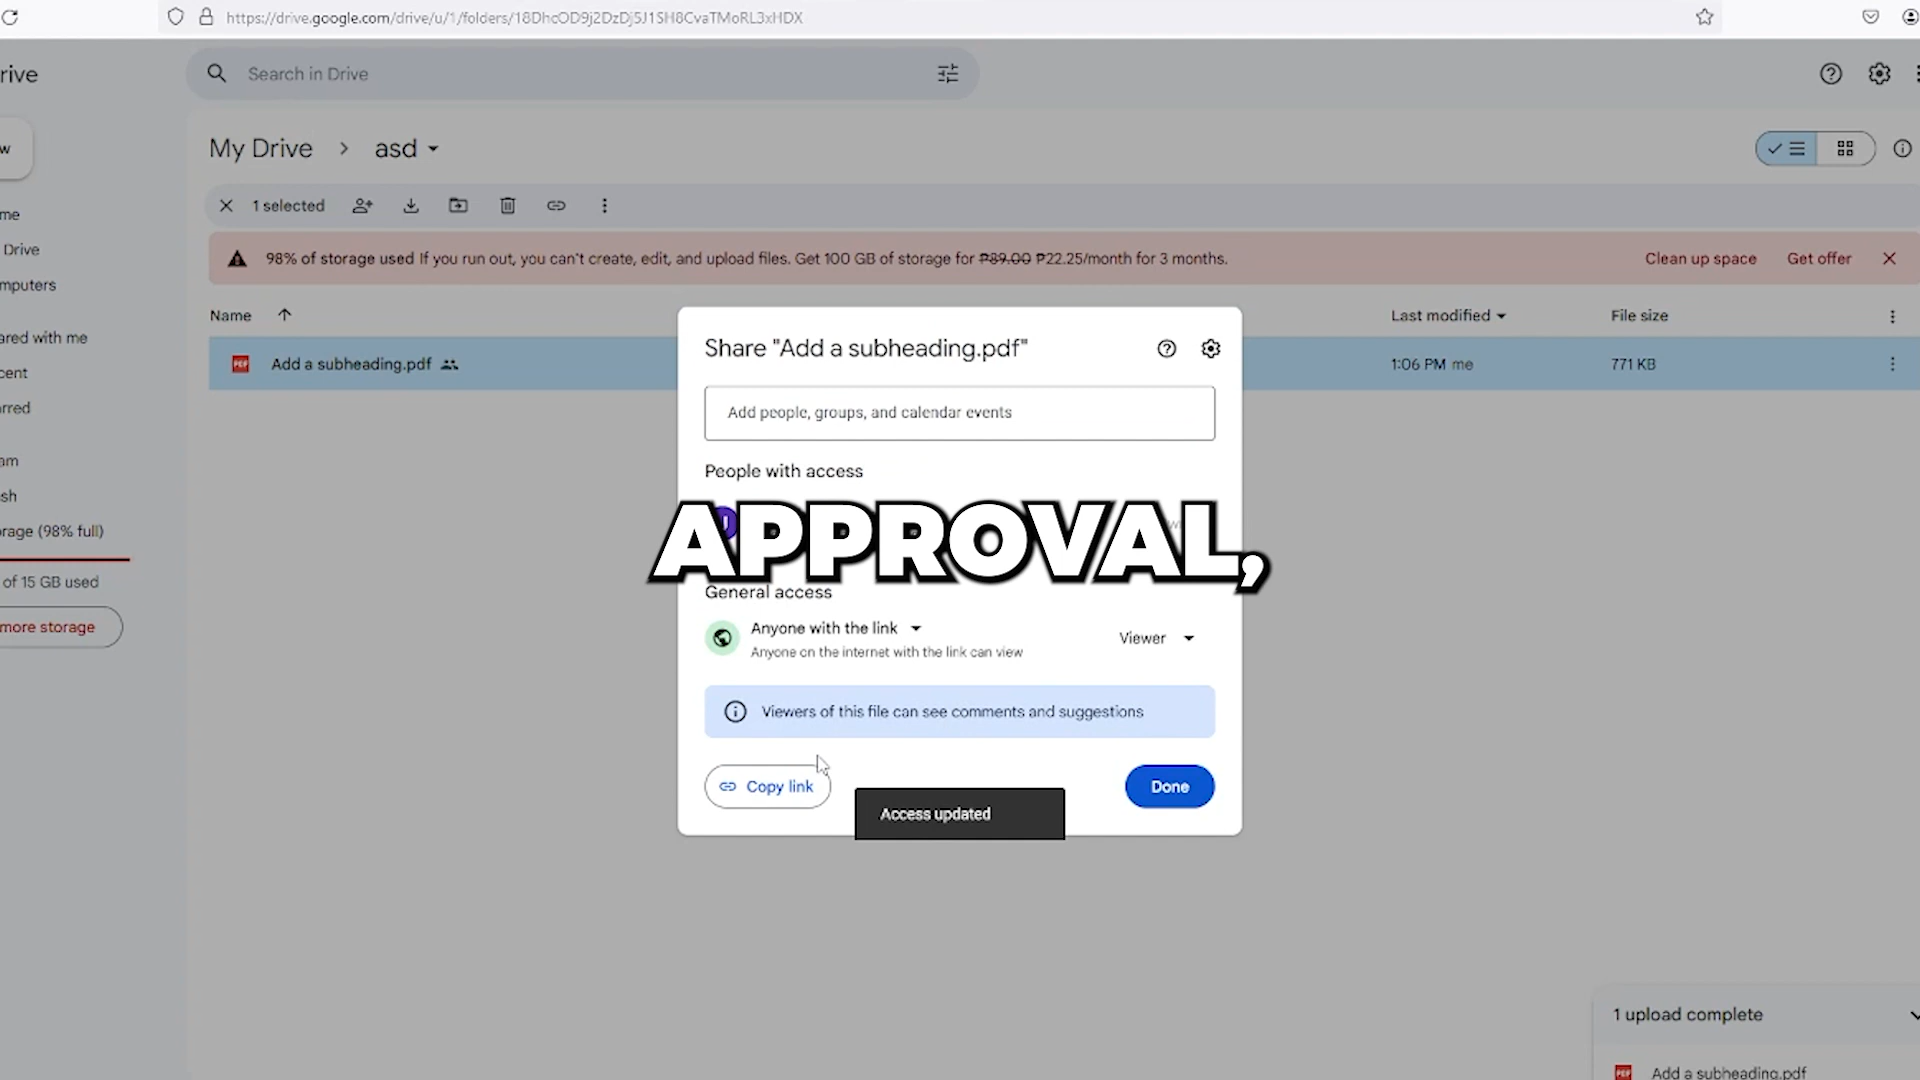 https://drive.google.com/drive/u/1/folders/18DhcOD9j2DzDj5J1SH8CvaTMoRL3xHDX
rive
Search in Drive
w
My Drive > asd
1 selected
me
Drive
98% of storage used If you run out, you can't create, edit, and upload files. Get 100 GB of storage for ₱89.00 ₱22.25/month for 3 months.
Clean up space
Get offer
mputers
Name
Last modified
File size
ared with me
Share "Add a subheading.pdf"
Add a subheading.pdf
1:06 PM me
771 KB
cent
arred
Add people, groups, and calendar events
am
People with access
ash
orage (98% full)
APPROVAL,
of 15 GB used
General access
more storage
Anyone with the link
Anyone on the internet with the link can view
Viewer
Viewers of this file can see comments and suggestions
Copy link
Done
Access updated
1 upload complete
Add a subheading.pdf